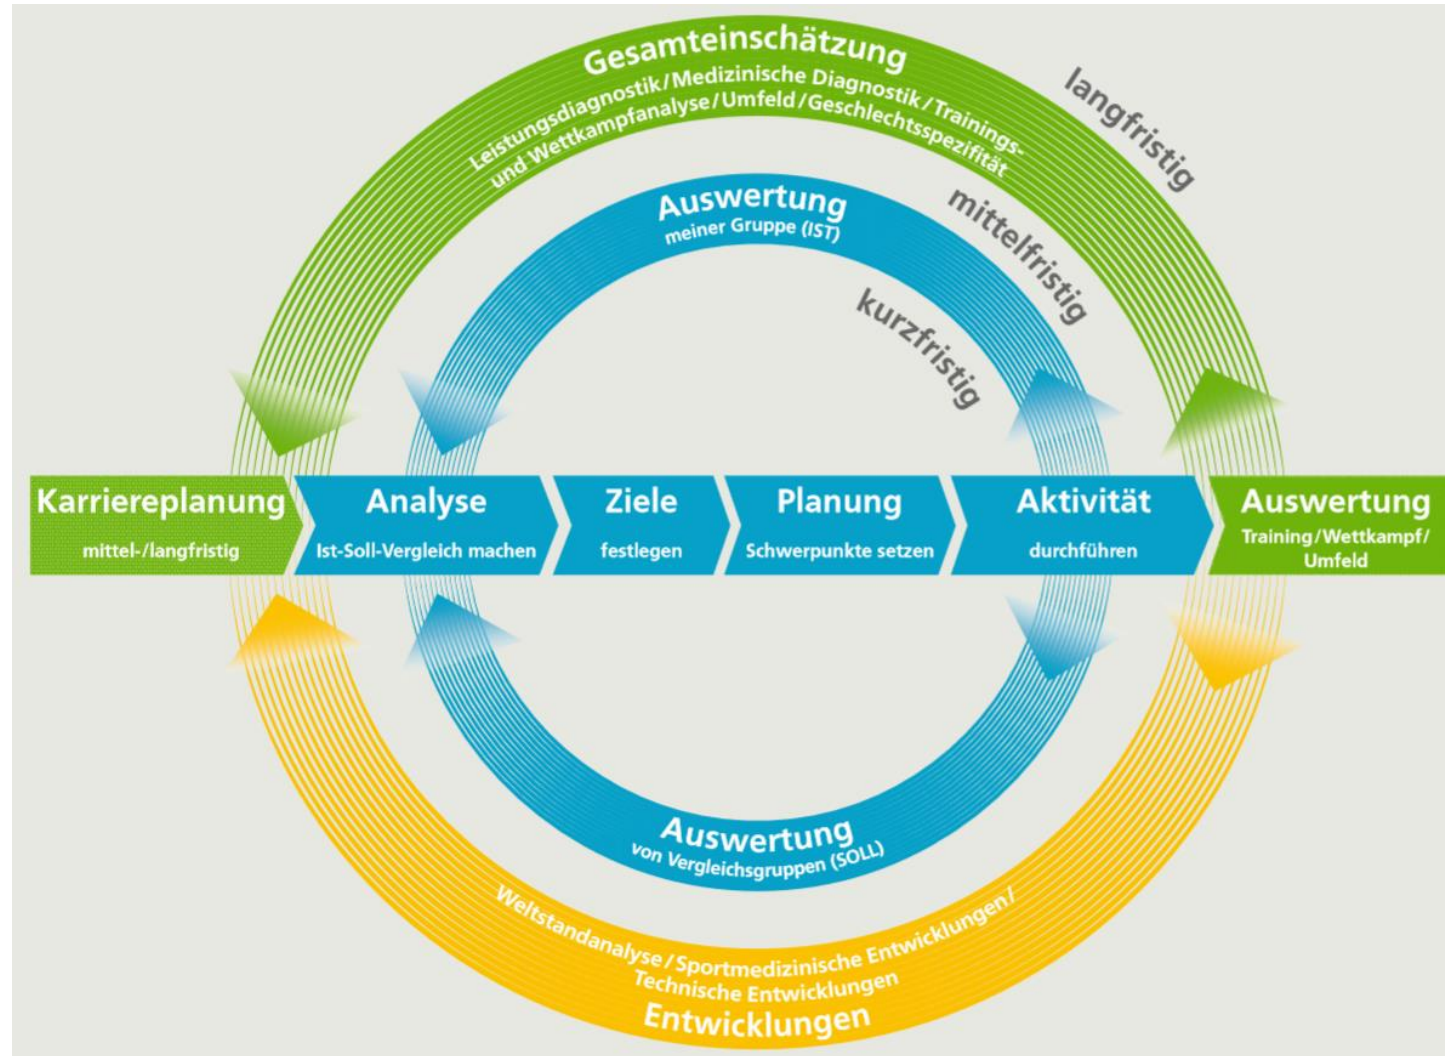 Gesamteinschätzung
Leistungsdiagnostik/Medizinische Diagnostik/Trainings-
und Wettkampfanalyse/Umfeld/Geschlechtsspezifität
langfristig
Auswertung
meiner Gruppe (IST)
mittelfristig
kurzfristig
Karriereplanung
mittel-/langfristig
Analyse
Ist-Soll-Vergleich machen
Ziele
festlegen
Planung
Schwerpunkte setzen
Aktivität
durchführen
Auswertung
Training/Wettkampf/
Umfeld
Auswertung
von Vergleichsgruppen (SOLL)
Weltstandanalyse/Sportmedizinische Entwicklungen/
Technische Entwicklungen
Entwicklungen